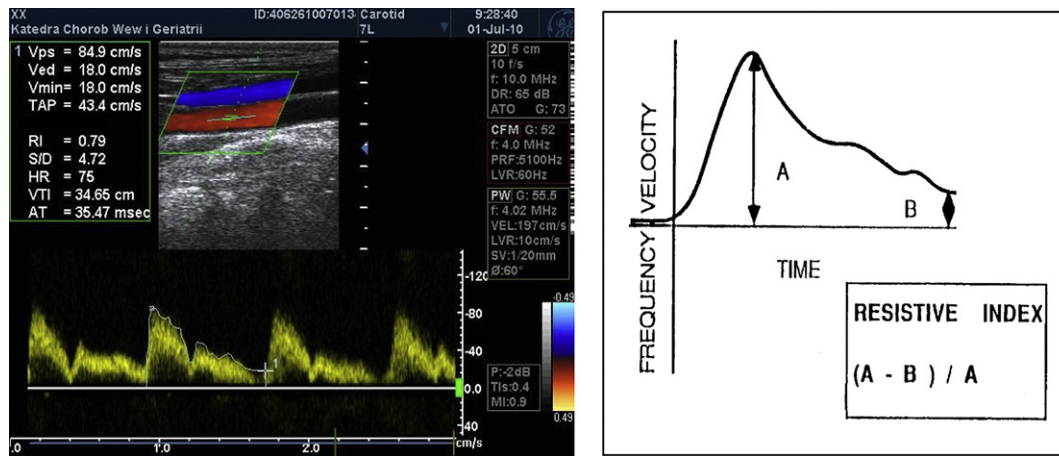 XX ID:406261007013 Carotid 9:28:40
Katedra Chorob Wew i Geriatrii 7L 01-Jul-10
1 Vps = 84.9 cm/s
Ved = 18.0 cm/s
Vmin= 18.0 cm/s
TAP = 43.4 cm/s
RI = 0.79
S/D = 4.72
HR = 75
VTI = 34.65 cm
AT = 35.47 msec
2D 5 cm
10 f/s
f: 10.0 MHz
DR: 65 dB
ATO G: 73
CFM G: 52
f: 4.0 MHz
PRF:5100Hz
LVR:60Hz
PW G: 55.5
f: 4.02 MHz
VEL:197cm/s
LVR:10cm/s
SV:1/20mm
Ø:60°
-120
-80
-40
0.0
40
cm/s
1
-0.49
0.49
P:-2dB
TIs:0.4
MI:0.9
.0 1.0 2.0
FREQUENCY VELOCITY
A
B
TIME
RESISTIVE INDEX
(A - B ) / A